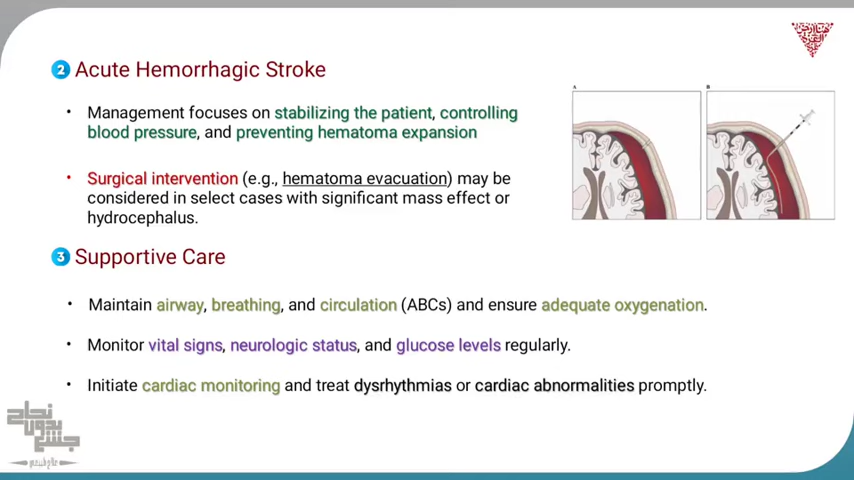 2 Acute Hemorrhagic Stroke
• Management focuses on stabilizing the patient, controlling
blood pressure, and preventing hematoma expansion
• Surgical intervention (e.g., hematoma evacuation) may be
considered in select cases with significant mass effect or
hydrocephalus.
A B
3 Supportive Care
• Maintain airway, breathing, and circulation (ABCs) and ensure adequate oxygenation.
• Monitor vital signs, neurologic status, and glucose levels regularly.
• Initiate cardiac monitoring and treat dysrhythmias or cardiac abnormalities promptly.
جشع
بدون
نجاح